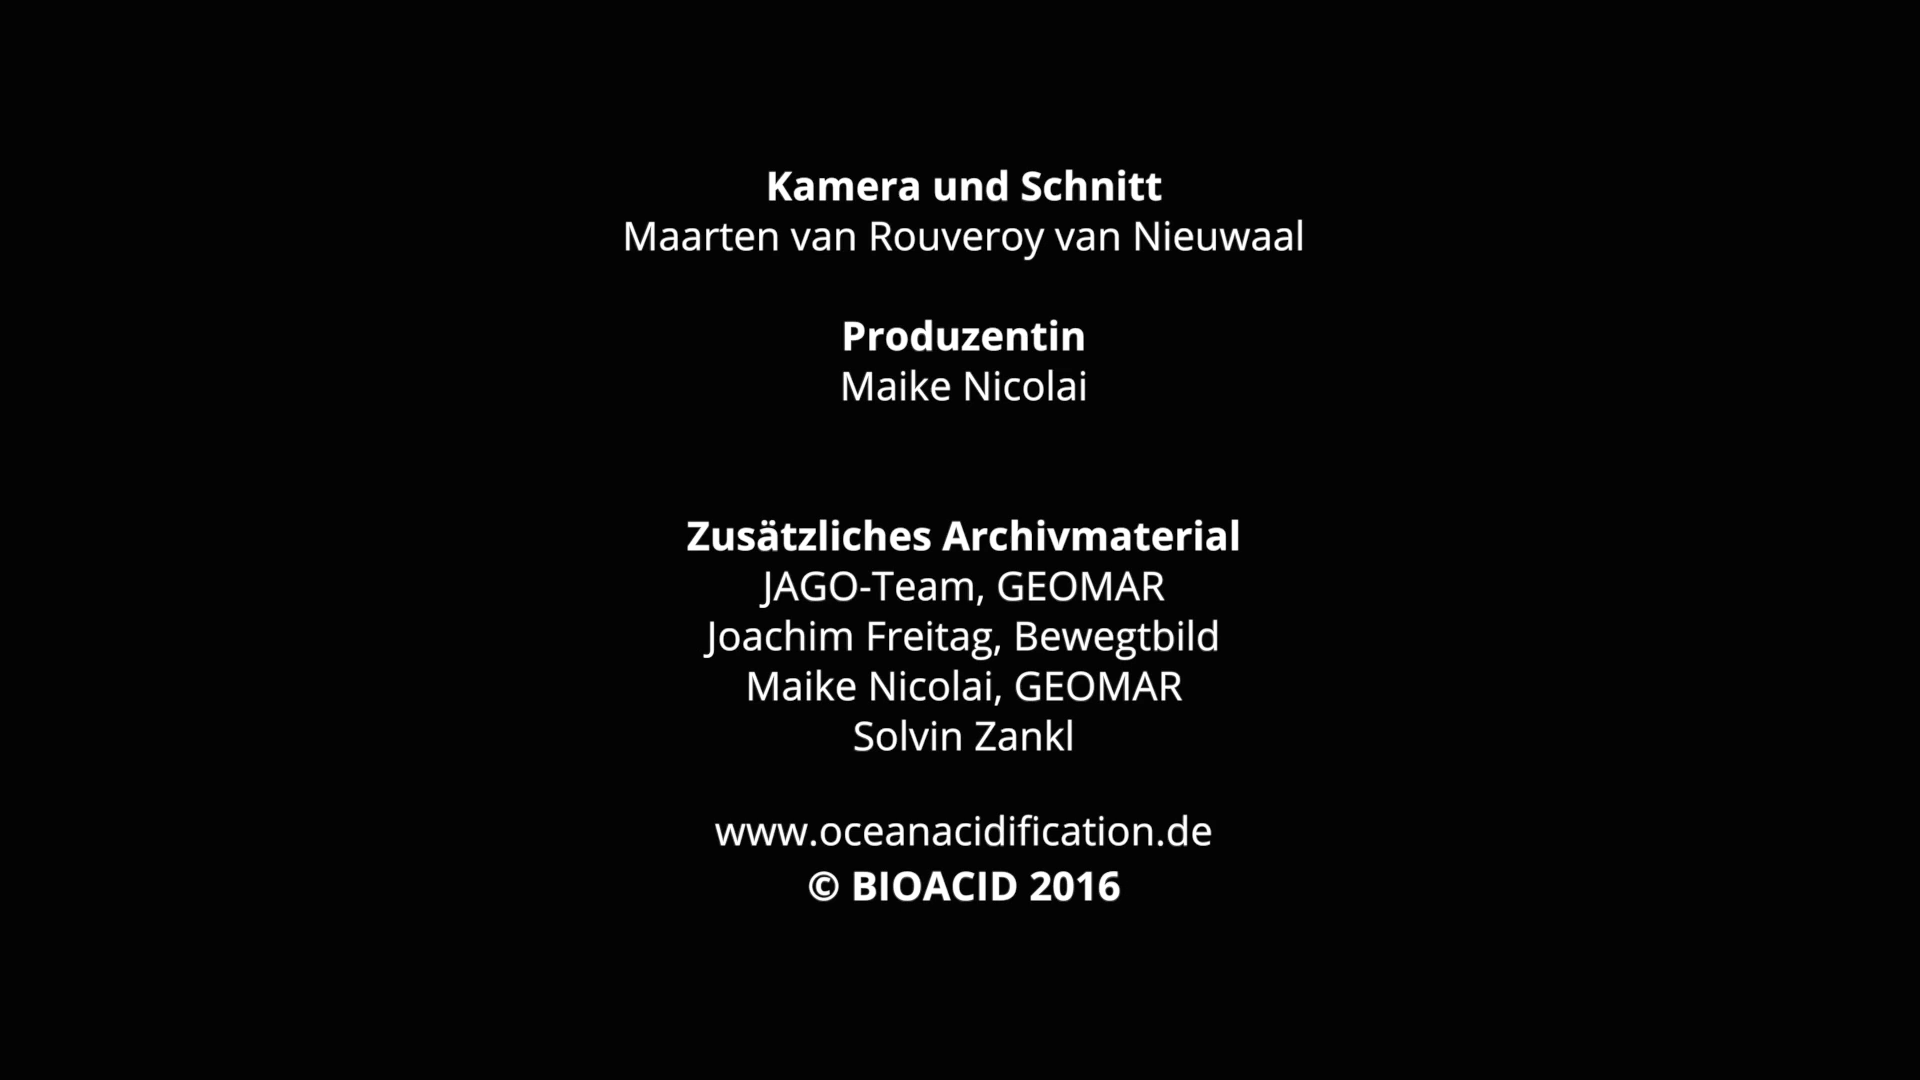 Kamera und Schnitt
Maarten van Rouveroy van Nieuwaal
Produzentin
Maike Nicolai
Zusätzliches Archivmaterial
JAGO-Team, GEOMAR
Joachim Freitag, Bewegtbild
Maike Nicolai, GEOMAR
Solvin Zankl
www.oceanacidification.de
© BIOACID 2016